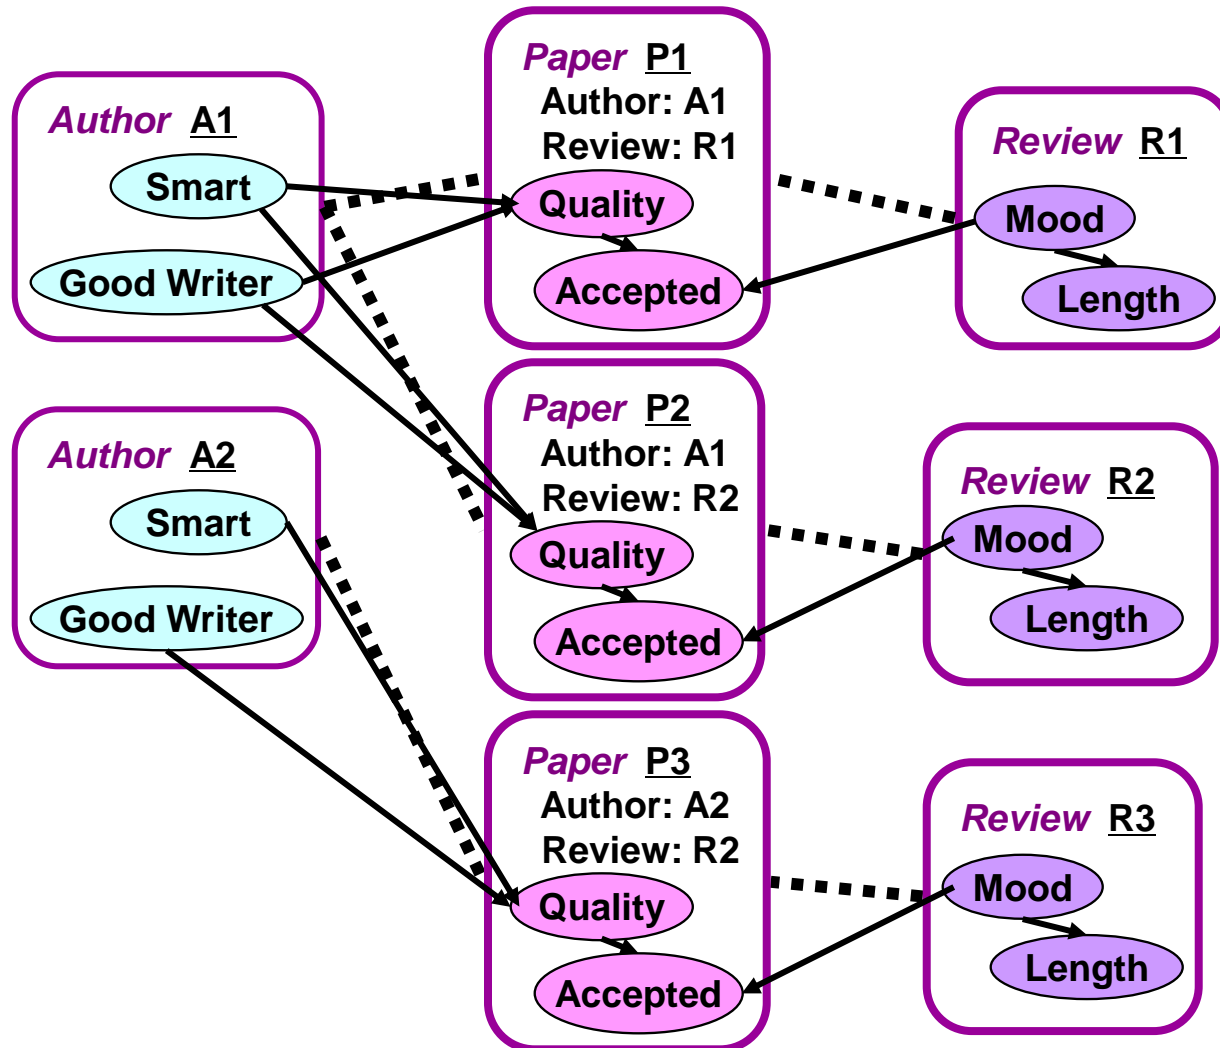 Author A1
Smart
Good Writer
Author A2
Smart
Good Writer
Paper P1
Author: A1
Review: R1
Quality
Accepted
Paper P2
Author: A1
Review: R2
Quality
Accepted
Paper P3
Author: A2
Review: R2
Quality
Accepted
Review R1
Mood
Length
Review R2
Mood
Length
Review R3
Mood
Length